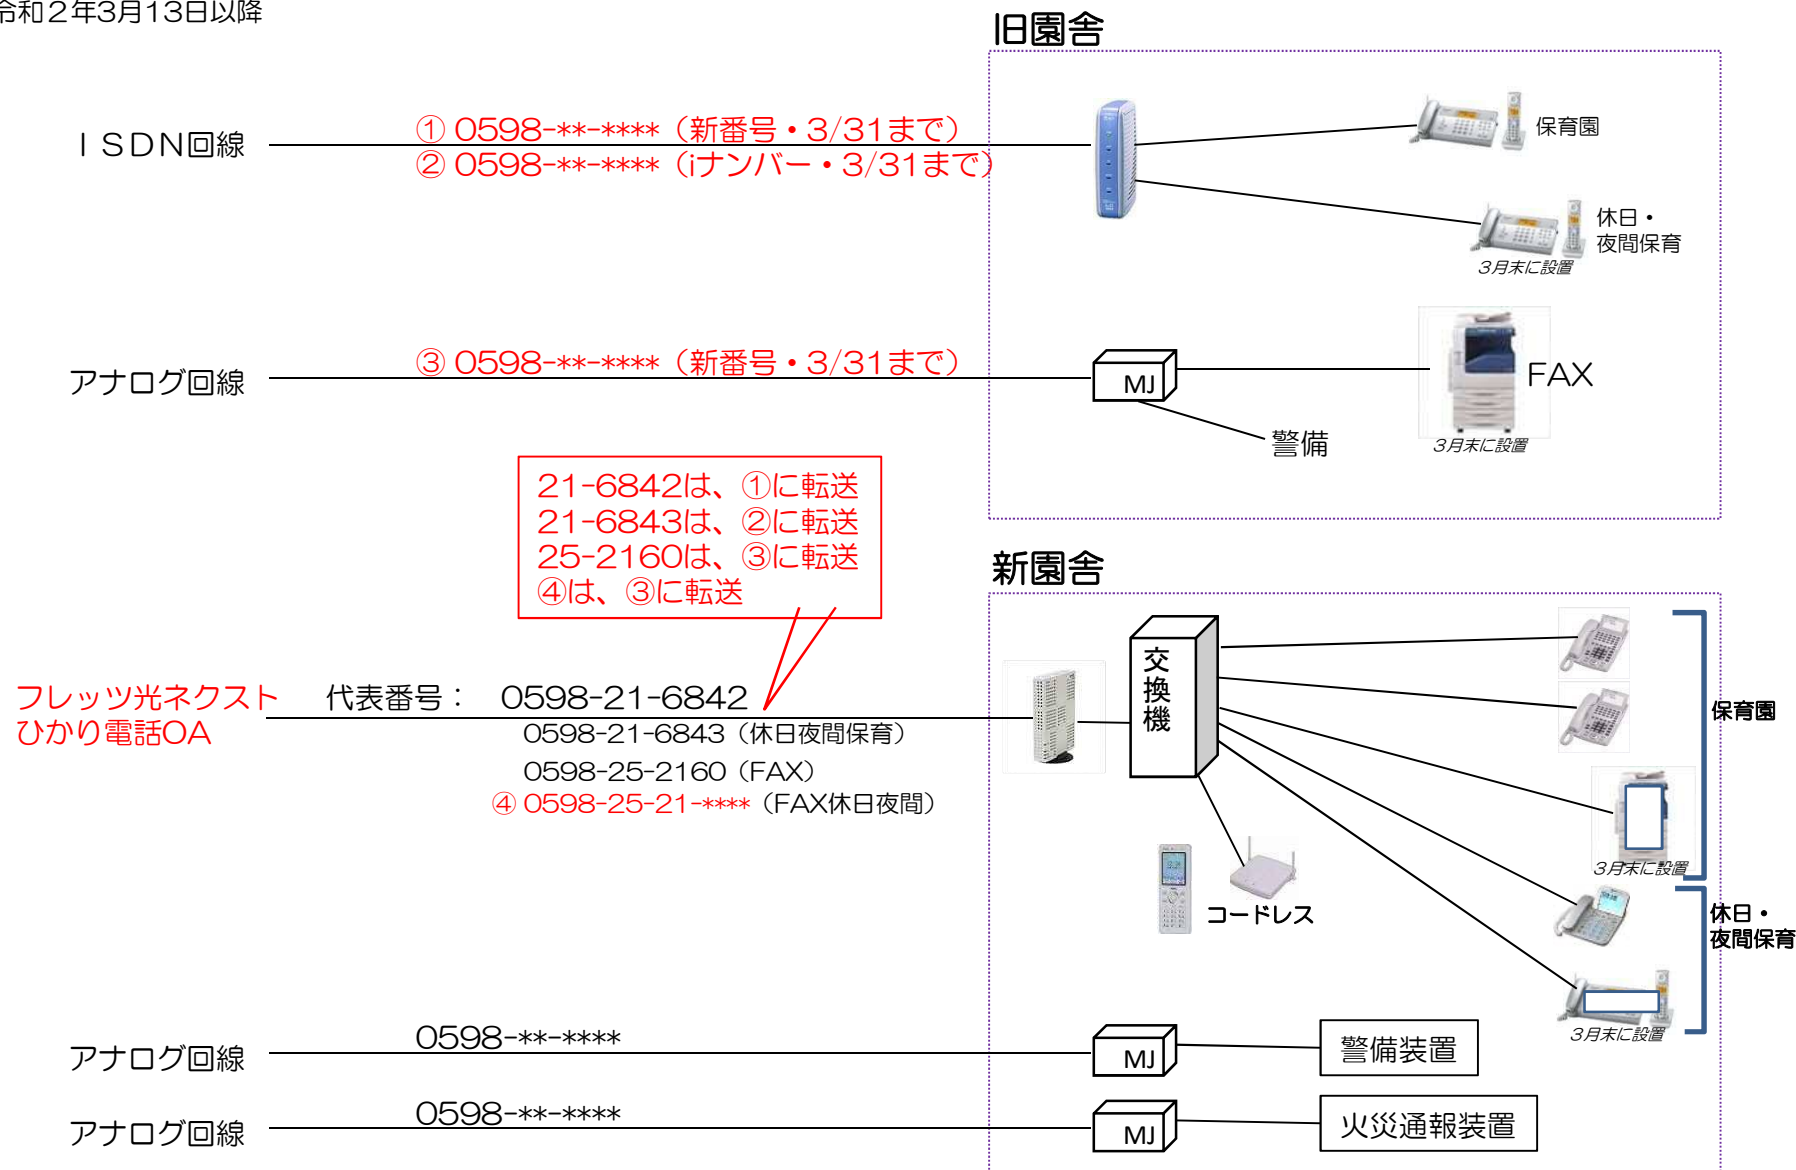 令和２年3月13日以降
旧園舎
ＩＳＤＮ回線
① 0598-**-****（新番号・3/31まで）
② 0598-**-****（iナンバー・3/31まで）
保育園
休日・
夜間保育
３月末に設置
アナログ回線
③ 0598-**-****（新番号・3/31まで）
MJ
FAX
警備
３月末に設置
21-6842は、①に転送
21-6843は、②に転送
25-2160は、③に転送
④は、③に転送
新園舎
フレッツ光ネクスト
ひかり電話OA
代表番号：　0598-21-6842
0598-21-6843（休日夜間保育）
0598-25-2160（FAX）
④ 0598-25-21-****（FAX休日夜間）
交
換
機
保育園
３月末に設置
コードレス
休日・
夜間保育
３月末に設置
アナログ回線
0598-**-****
MJ
警備装置
アナログ回線
0598-**-****
MJ
火災通報装置